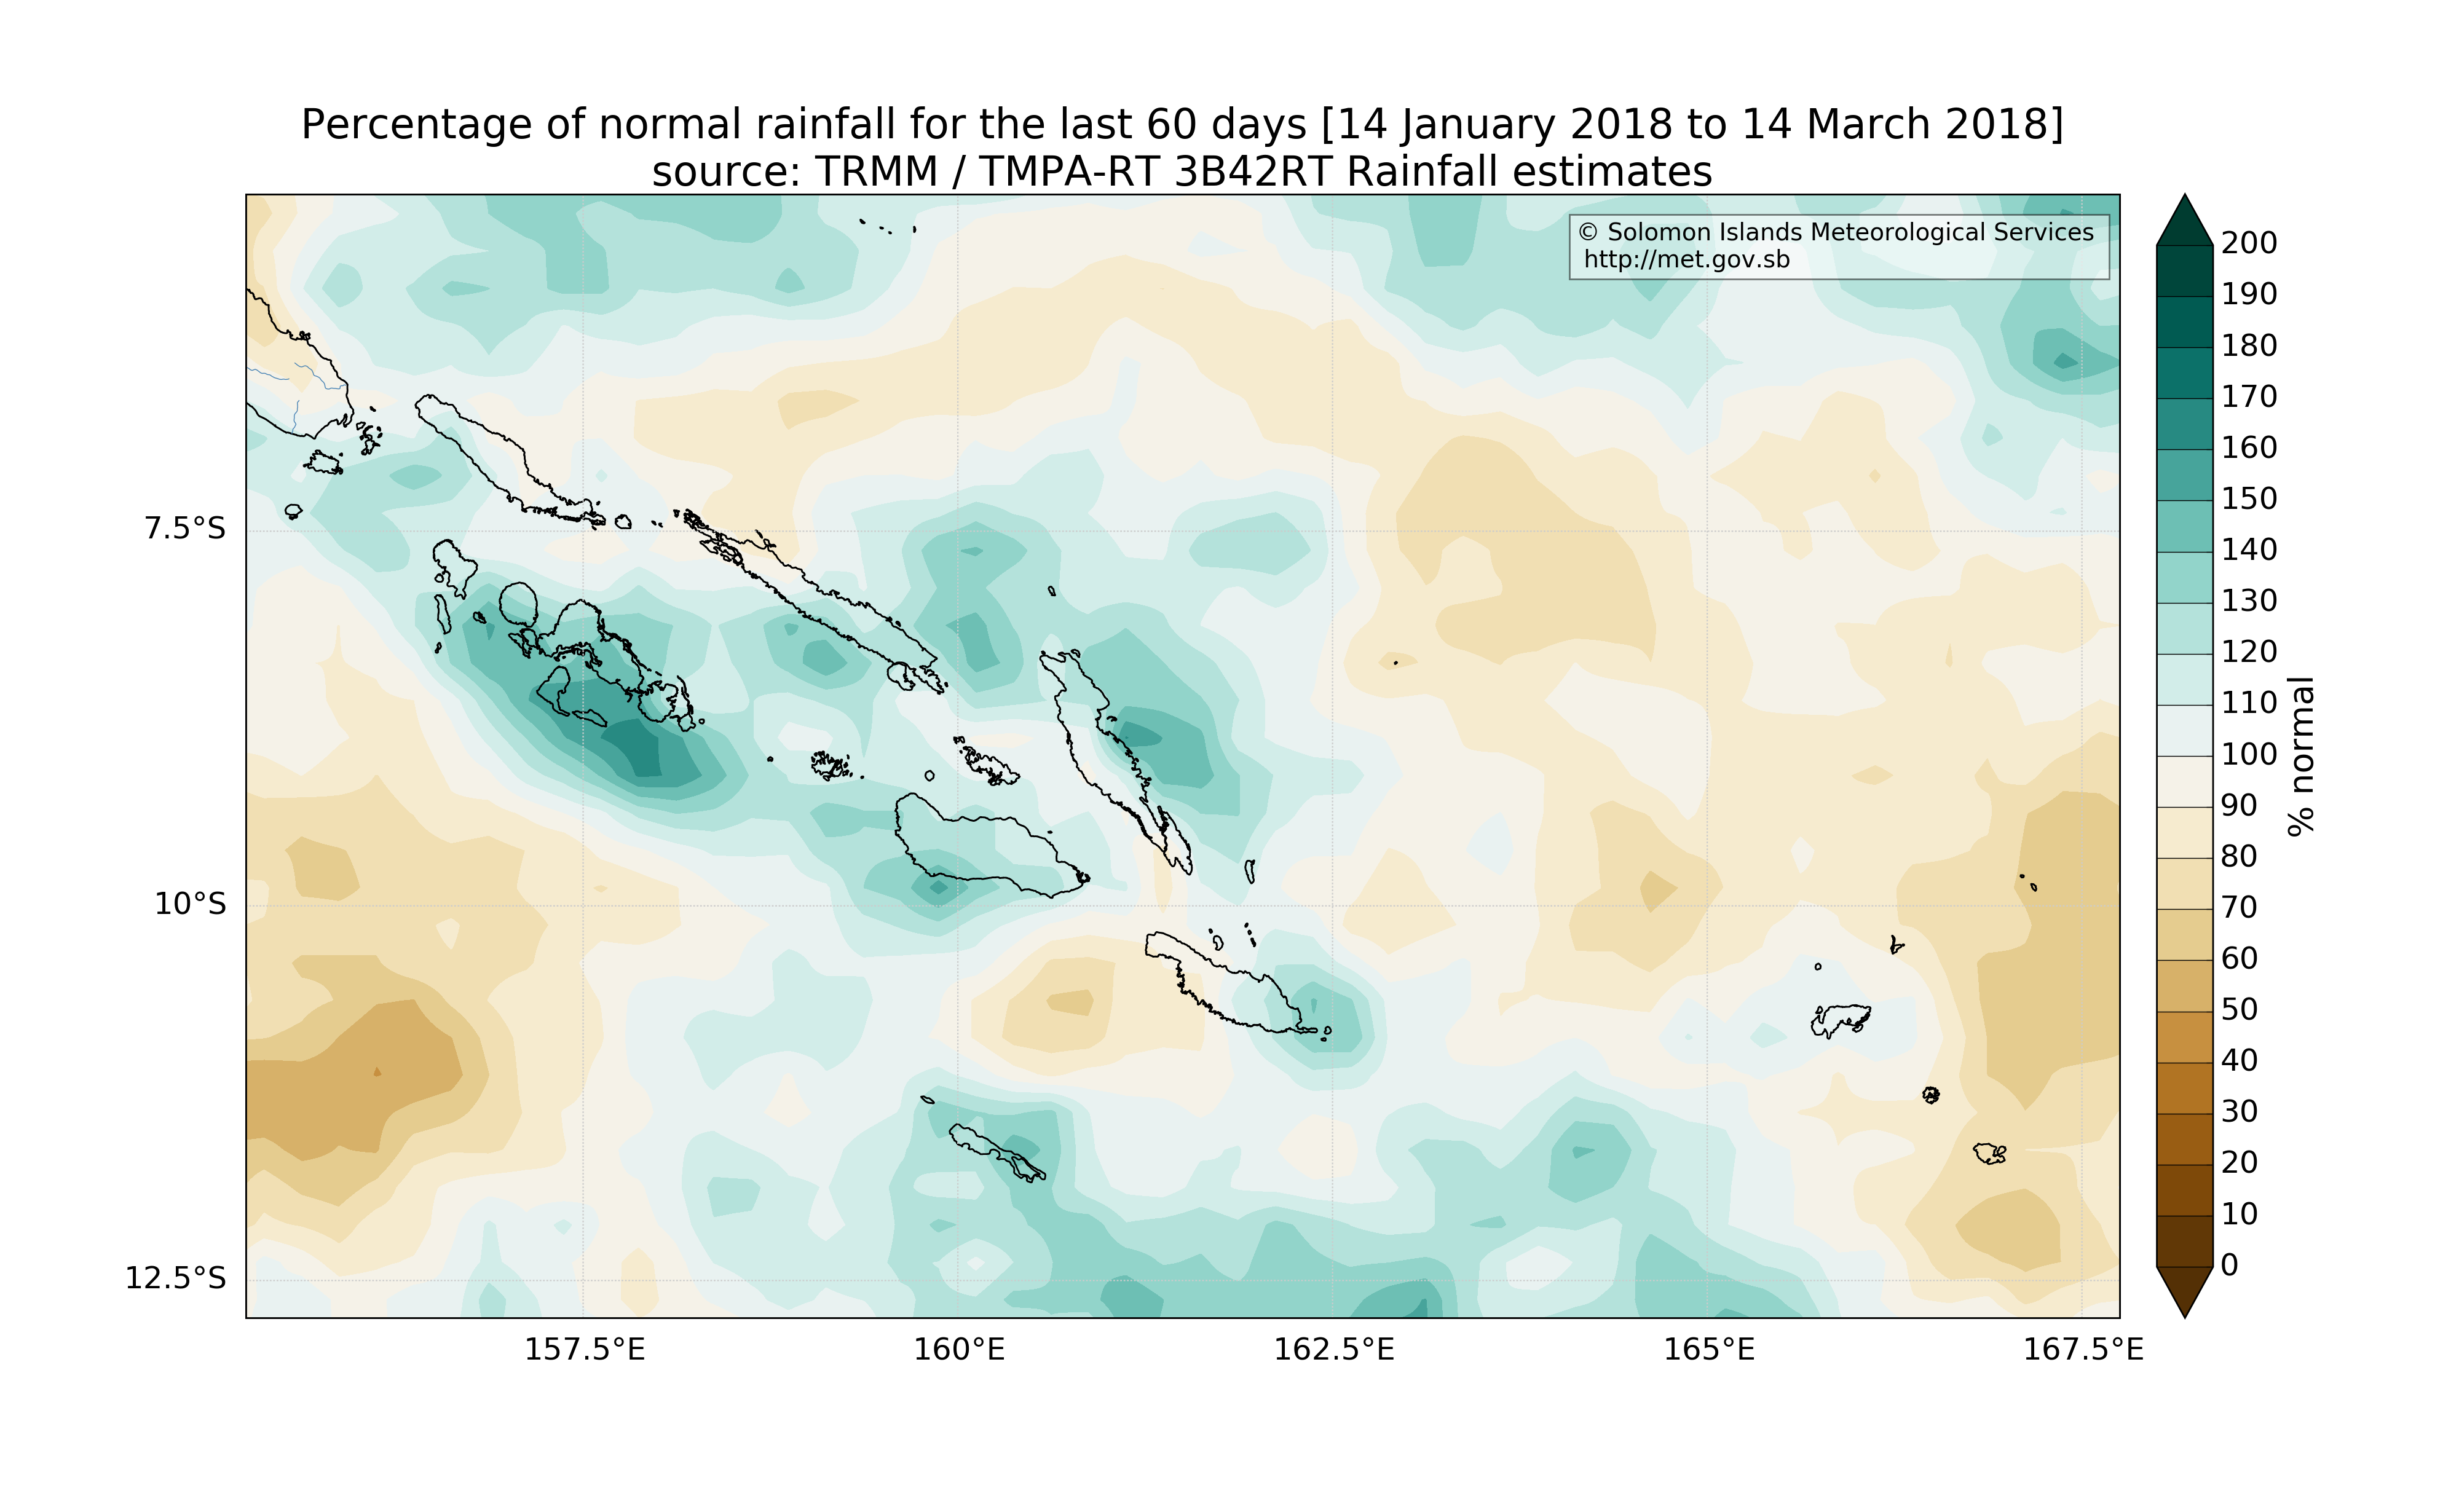 Percentage of normal rainfall for the last 60 days [14 January 2018 to 14 March 2018]
source: TRMM / TMPA-RT 3B42RT Rainfall estimates
© Solomon Islands Meteorological Services
http://met.gov.sb
7.5°S
10°S
12.5°S
157.5°E
160°E
162.5°E
165°E
167.5°E
200
190
180
170
160
150
140
130
120
110
100
90
80
70
60
50
40
30
20
10
0
% normal